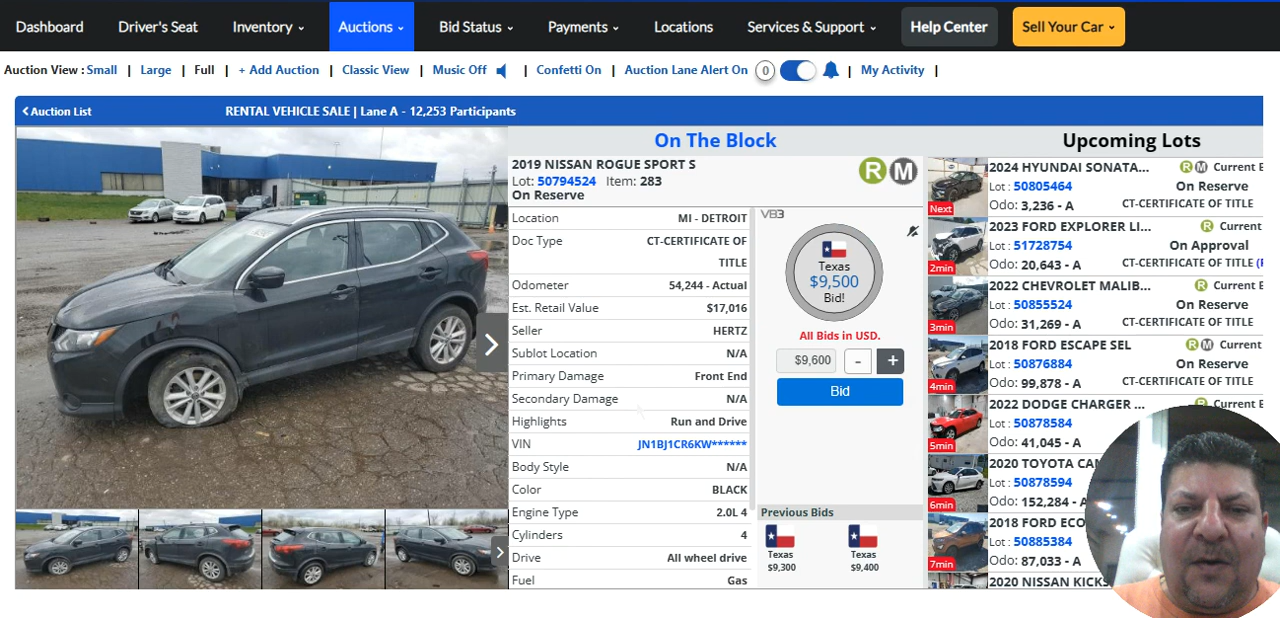 Dashboard Driver's Seat Inventory Auctions Bid Status Payments Locations Services & Support Help Center Sell Your Car
Auction View : Small | Large | Full | + Add Auction | Classic View | Music Off | Confetti On | Auction Lane Alert On 0 | My Activity |
Auction List RENTAL VEHICLE SALE | Lane A - 12,253 Participants
On The Block
2019 NISSAN ROGUE SPORT S
Lot: 50794524 Item: 283
On Reserve
R M
Location MI - DETROIT
Doc Type CT-CERTIFICATE OF
TITLE
Odometer 54,244 - Actual
Est. Retail Value $17,016
Seller HERTZ
Sublot Location N/A
Primary Damage Front End
Secondary Damage N/A
Highlights Run and Drive
VIN JN1BJ1CR6KW******
Body Style N/A
Color BLACK
Engine Type 2.0L 4
Cylinders 4
Drive All wheel drive
Fuel Gas
VB3
Texas
$9,500
Bid!
All Bids in USD.
$9,600 - +
Bid
Previous Bids
Texas Texas
$9,300 $9,400
Upcoming Lots
2024 HYUNDAI SONATA... R M Current B
Lot : 50805464 On Reserve
Next Odo: 3,236 - A CT-CERTIFICATE OF TITLE
2023 FORD EXPLORER LI... R Current
Lot : 51728754 On Approval
2min Odo: 20,643 - A CT-CERTIFICATE OF TITLE (
2022 CHEVROLET MALIB... R Current B
Lot : 50855524 On Reserve
3min Odo: 31,269 - A CT-CERTIFICATE OF TITLE
2018 FORD ESCAPE SEL R M Current
Lot : 50876884 On Reserve
4min Odo: 99,878 - A CT-CERTIFICATE OF TITLE
2022 DODGE CHARGER ... R Current B
Lot : 50878584
5min Odo: 41,045 - A
2020 TOYOTA CAM
Lot : 50878594
6min Odo: 152,284 - A
2018 FORD ECO
Lot : 50885384
7min Odo: 87,033 - A
2020 NISSAN KICKS